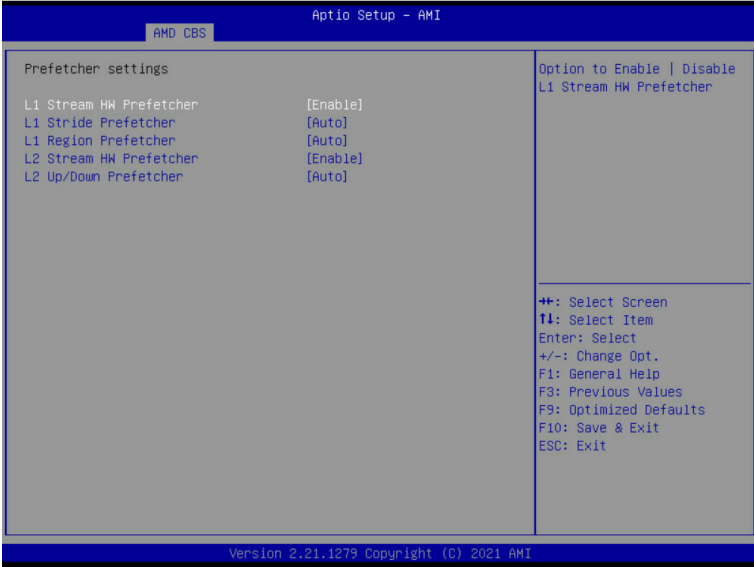 Aptio Setup – AMI
AMD CBS
Prefetcher settings
L1 Stream HW Prefetcher [Enable]
L1 Stride Prefetcher [Auto]
L1 Region Prefetcher [Auto]
L2 Stream HW Prefetcher [Enable]
L2 Up/Down Prefetcher [Auto]
Option to Enable | Disable
L1 Stream HW Prefetcher
→←: Select Screen
↑↓: Select Item
Enter: Select
+/-: Change Opt.
F1: General Help
F3: Previous Values
F9: Optimized Defaults
F10: Save & Exit
ESC: Exit
Version 2.21.1279 Copyright (C) 2021 AMI